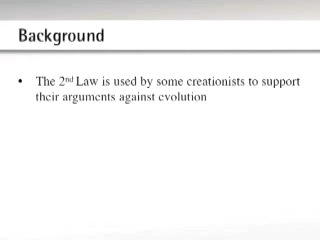 Background
• The 2nd Law is used by some creationists to support
their arguments against evolution